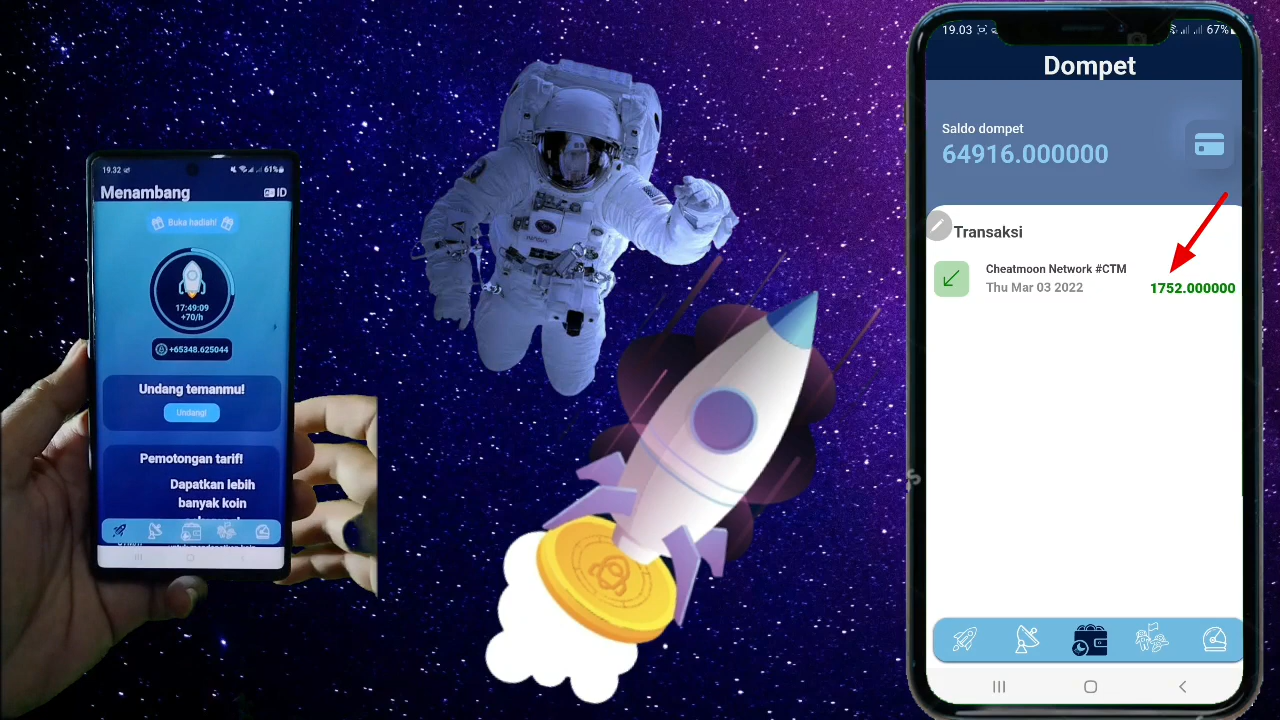 19.32
61%
Menambang
ID
Buka hadiah!
17:49:09
+70/h
+65348.625044
Undang temanmu!
Undang!
Pemotongan tarif!
Dapatkan lebih
banyak koin
NASA
19.03
67%
Dompet
Saldo dompet
64916.000000
Transaksi
Cheatmoon Network #CTM
Thu Mar 03 2022
1752.000000